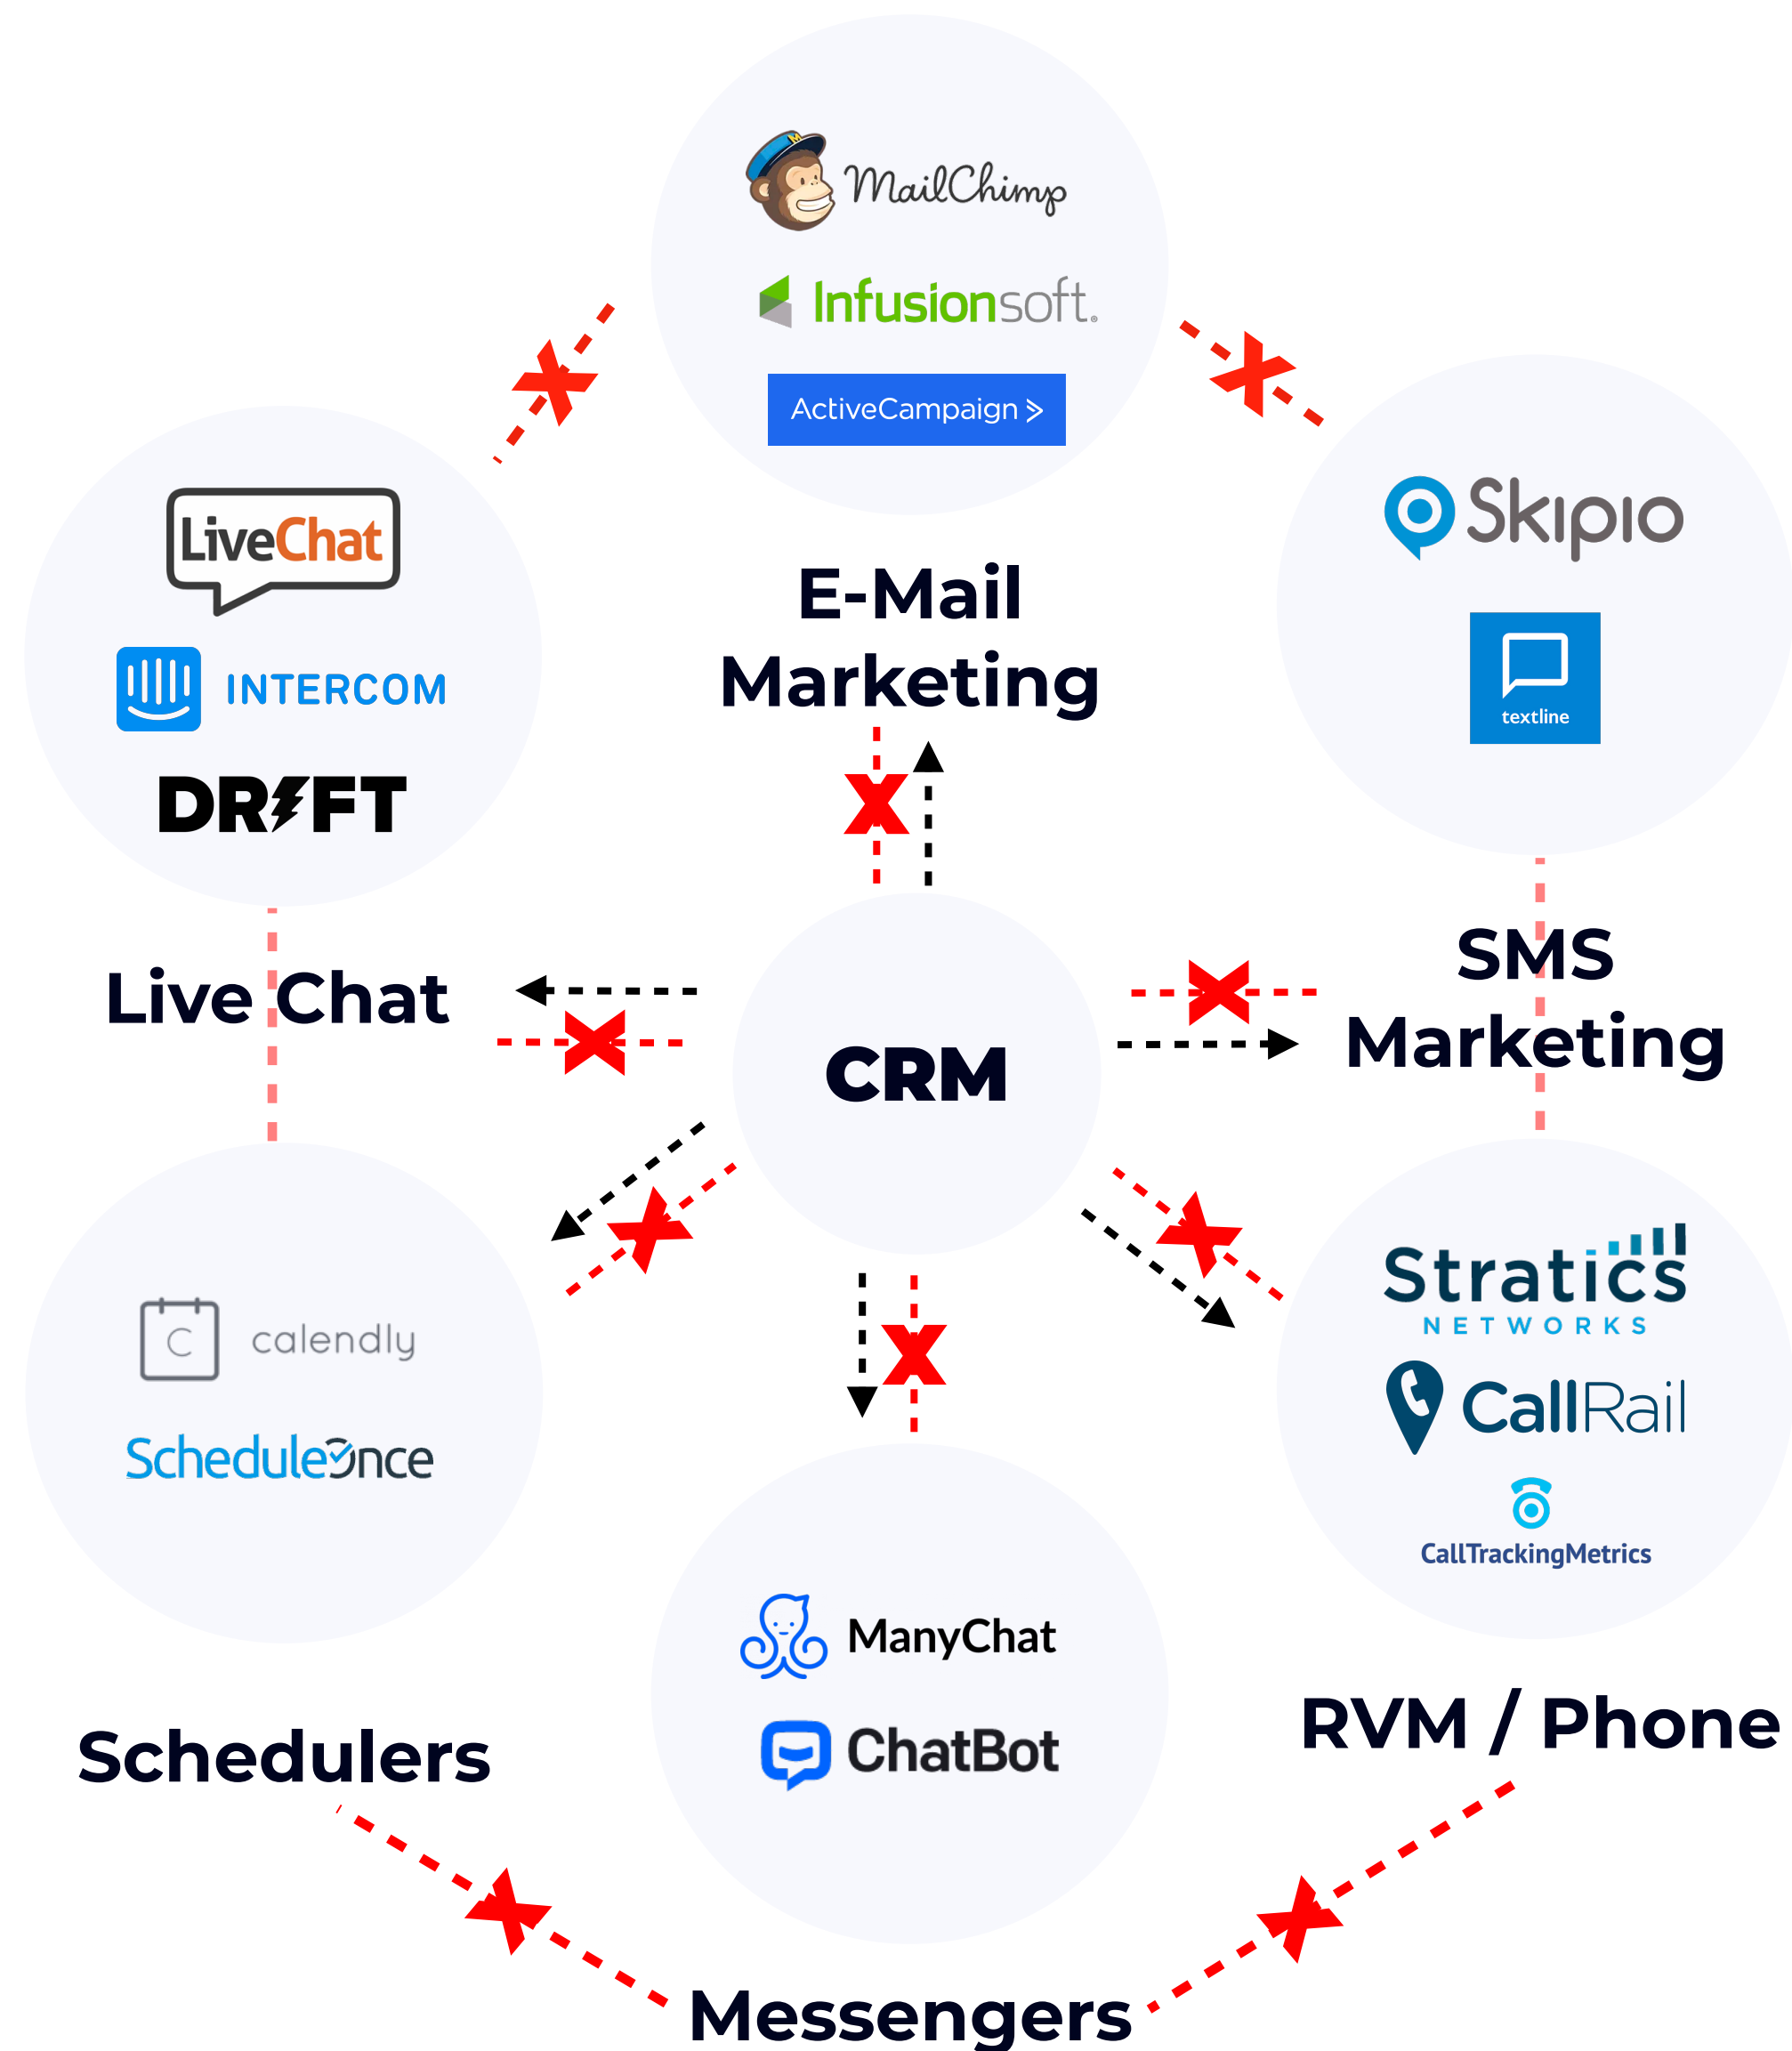 MailChimp
Infusionsoft.
ActiveCampaign >
E-Mail
Marketing
LiveChat
INTERCOM
DRIFT
Live Chat
Skipio
textline
SMS
Marketing
CRM
calendly
ScheduleOnce
Schedulers
Stratics
NETWORKS
CallRail
CallTrackingMetrics
RVM / Phone
ManyChat
ChatBot
Messengers